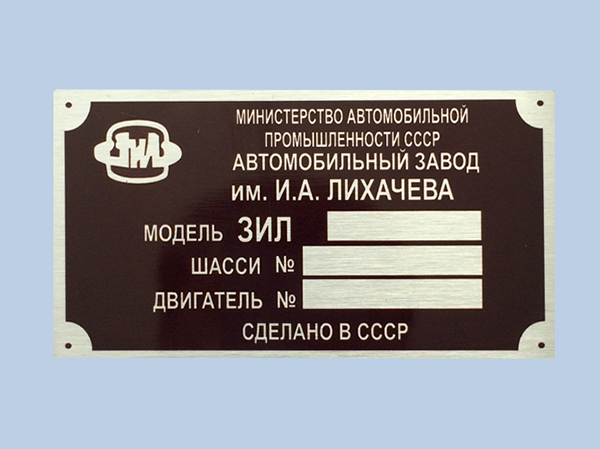 ЗИЛ
МИНИСТЕРСТВО АВТОМОБИЛЬНОЙ
ПРОМЫШЛЕННОСТИ СССР
АВТОМОБИЛЬНЫЙ ЗАВОД
им. И.А. ЛИХАЧЕВА
МОДЕЛЬ ЗИЛ
ШАССИ №
ДВИГАТЕЛЬ №
СДЕЛАНО В СССР